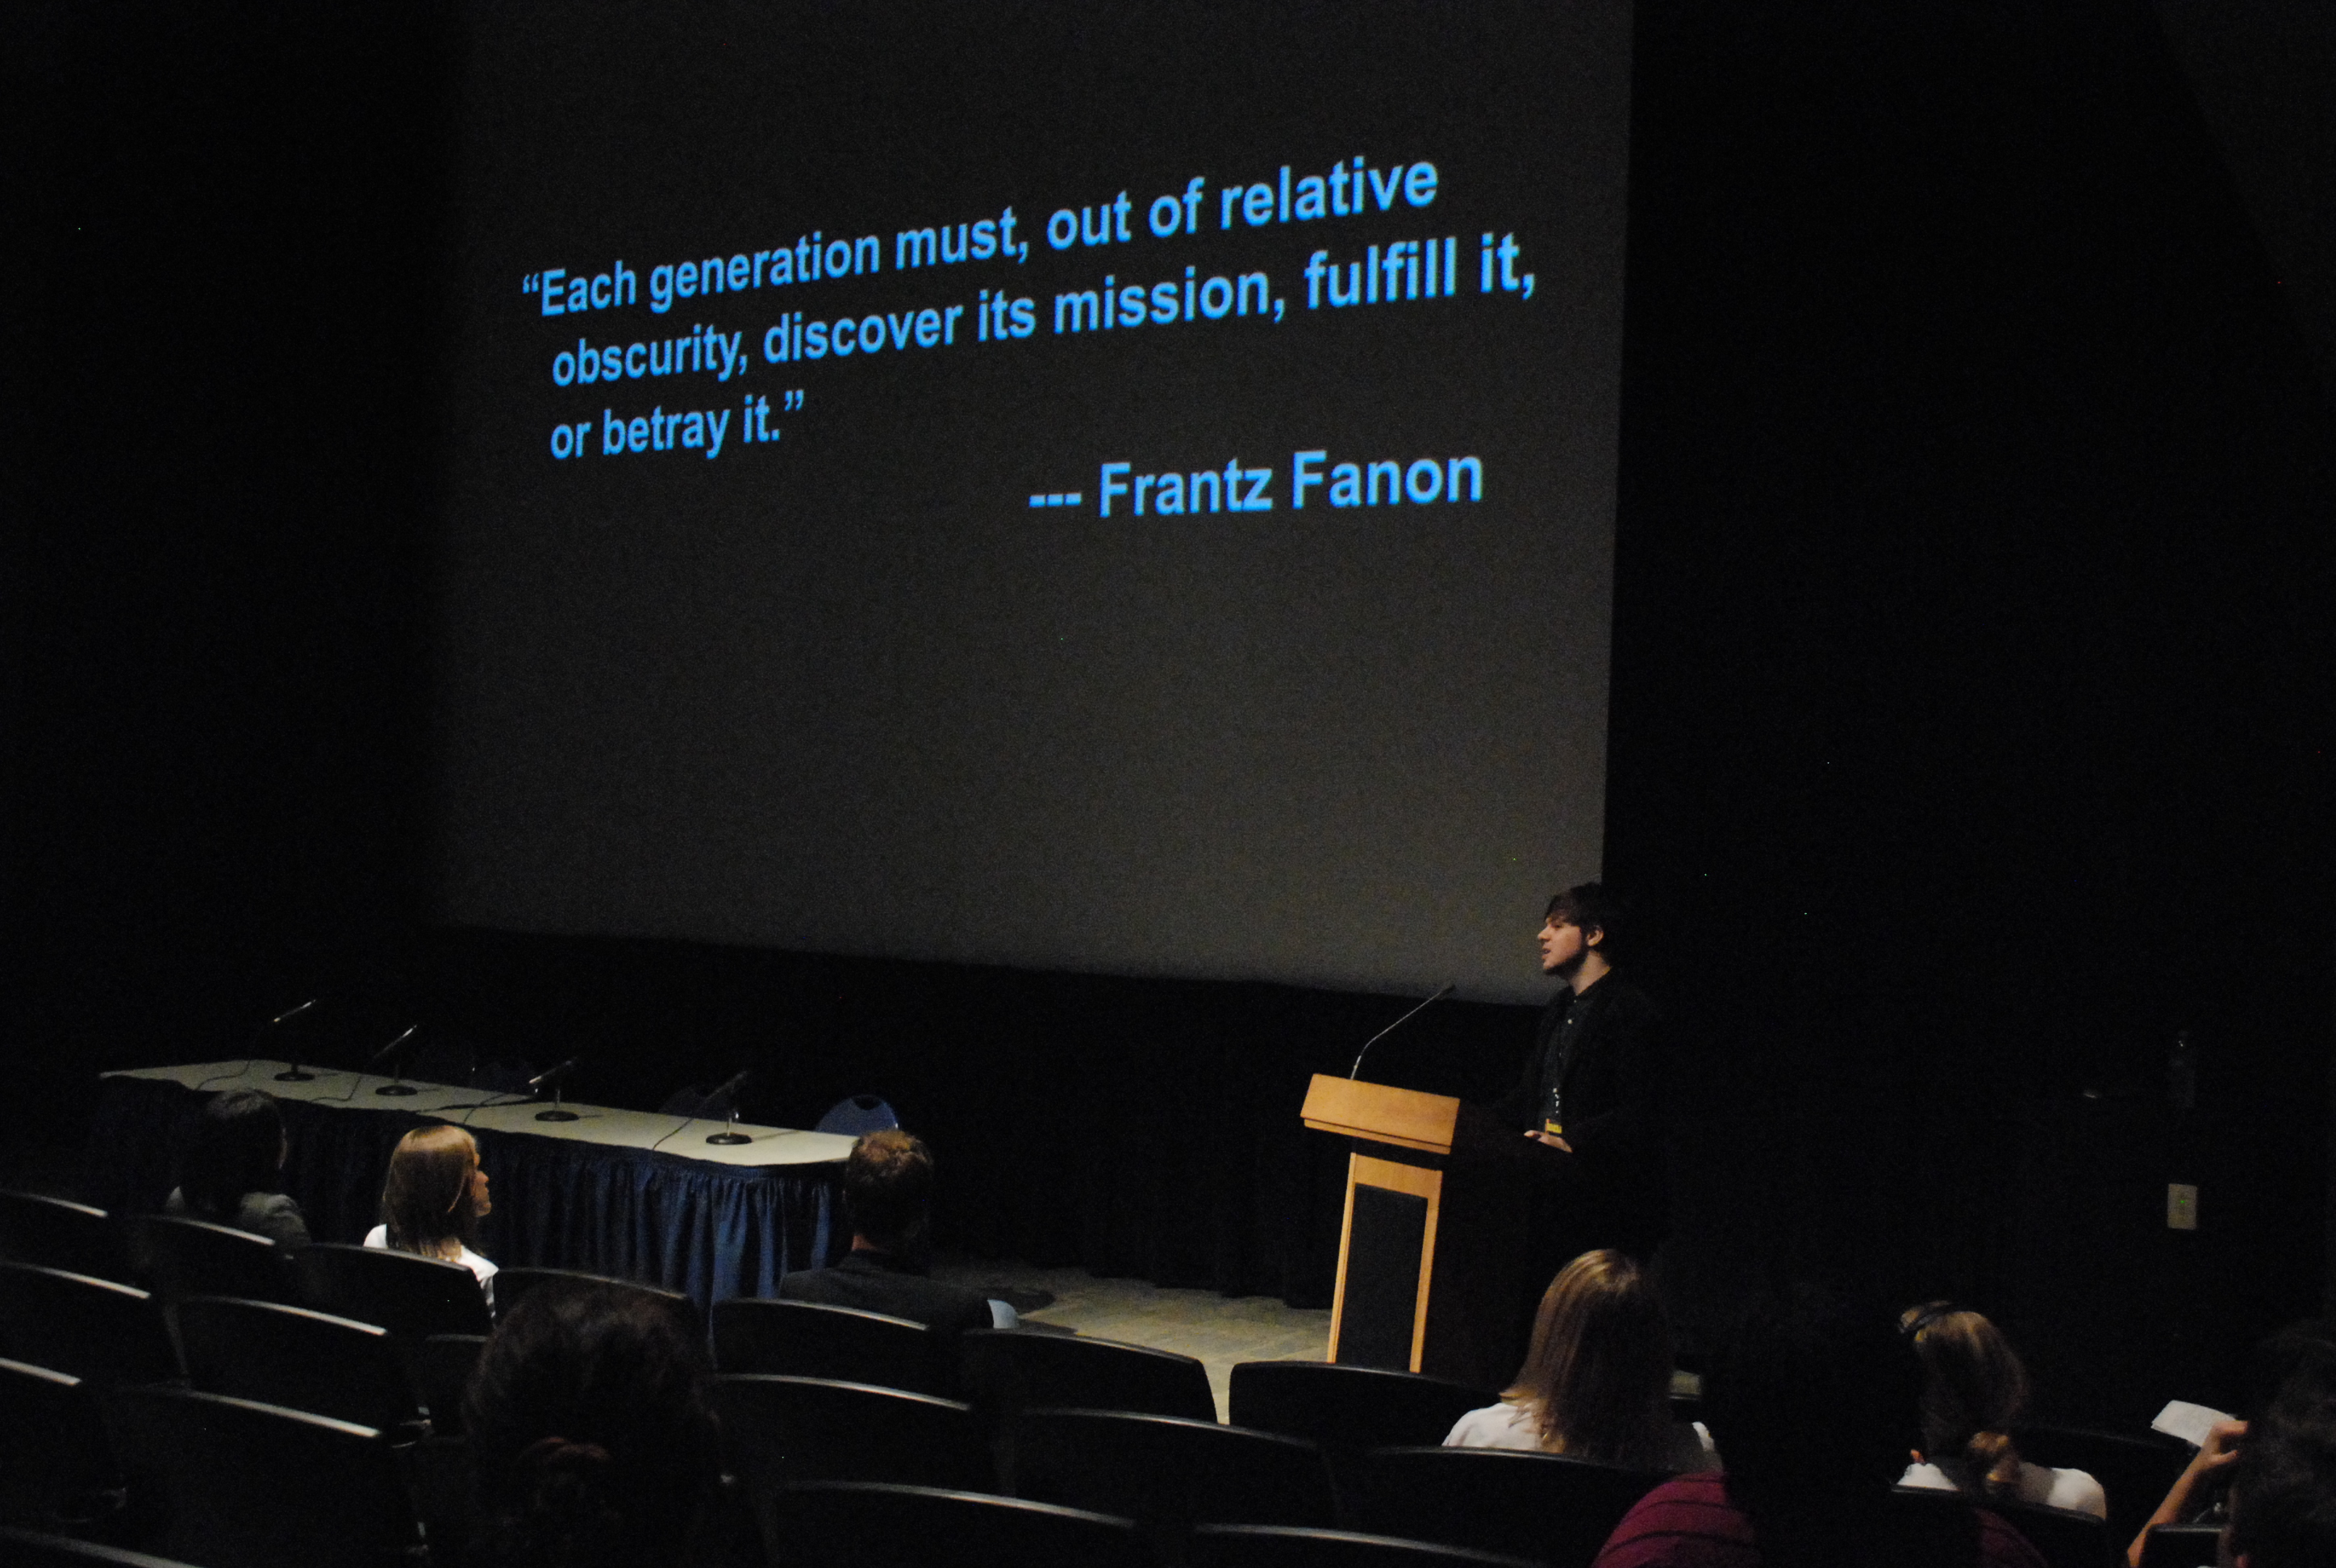 “Each generation must, out of relative
obscurity, discover its mission, fulfill it,
or betray it.”
--- Frantz Fanon